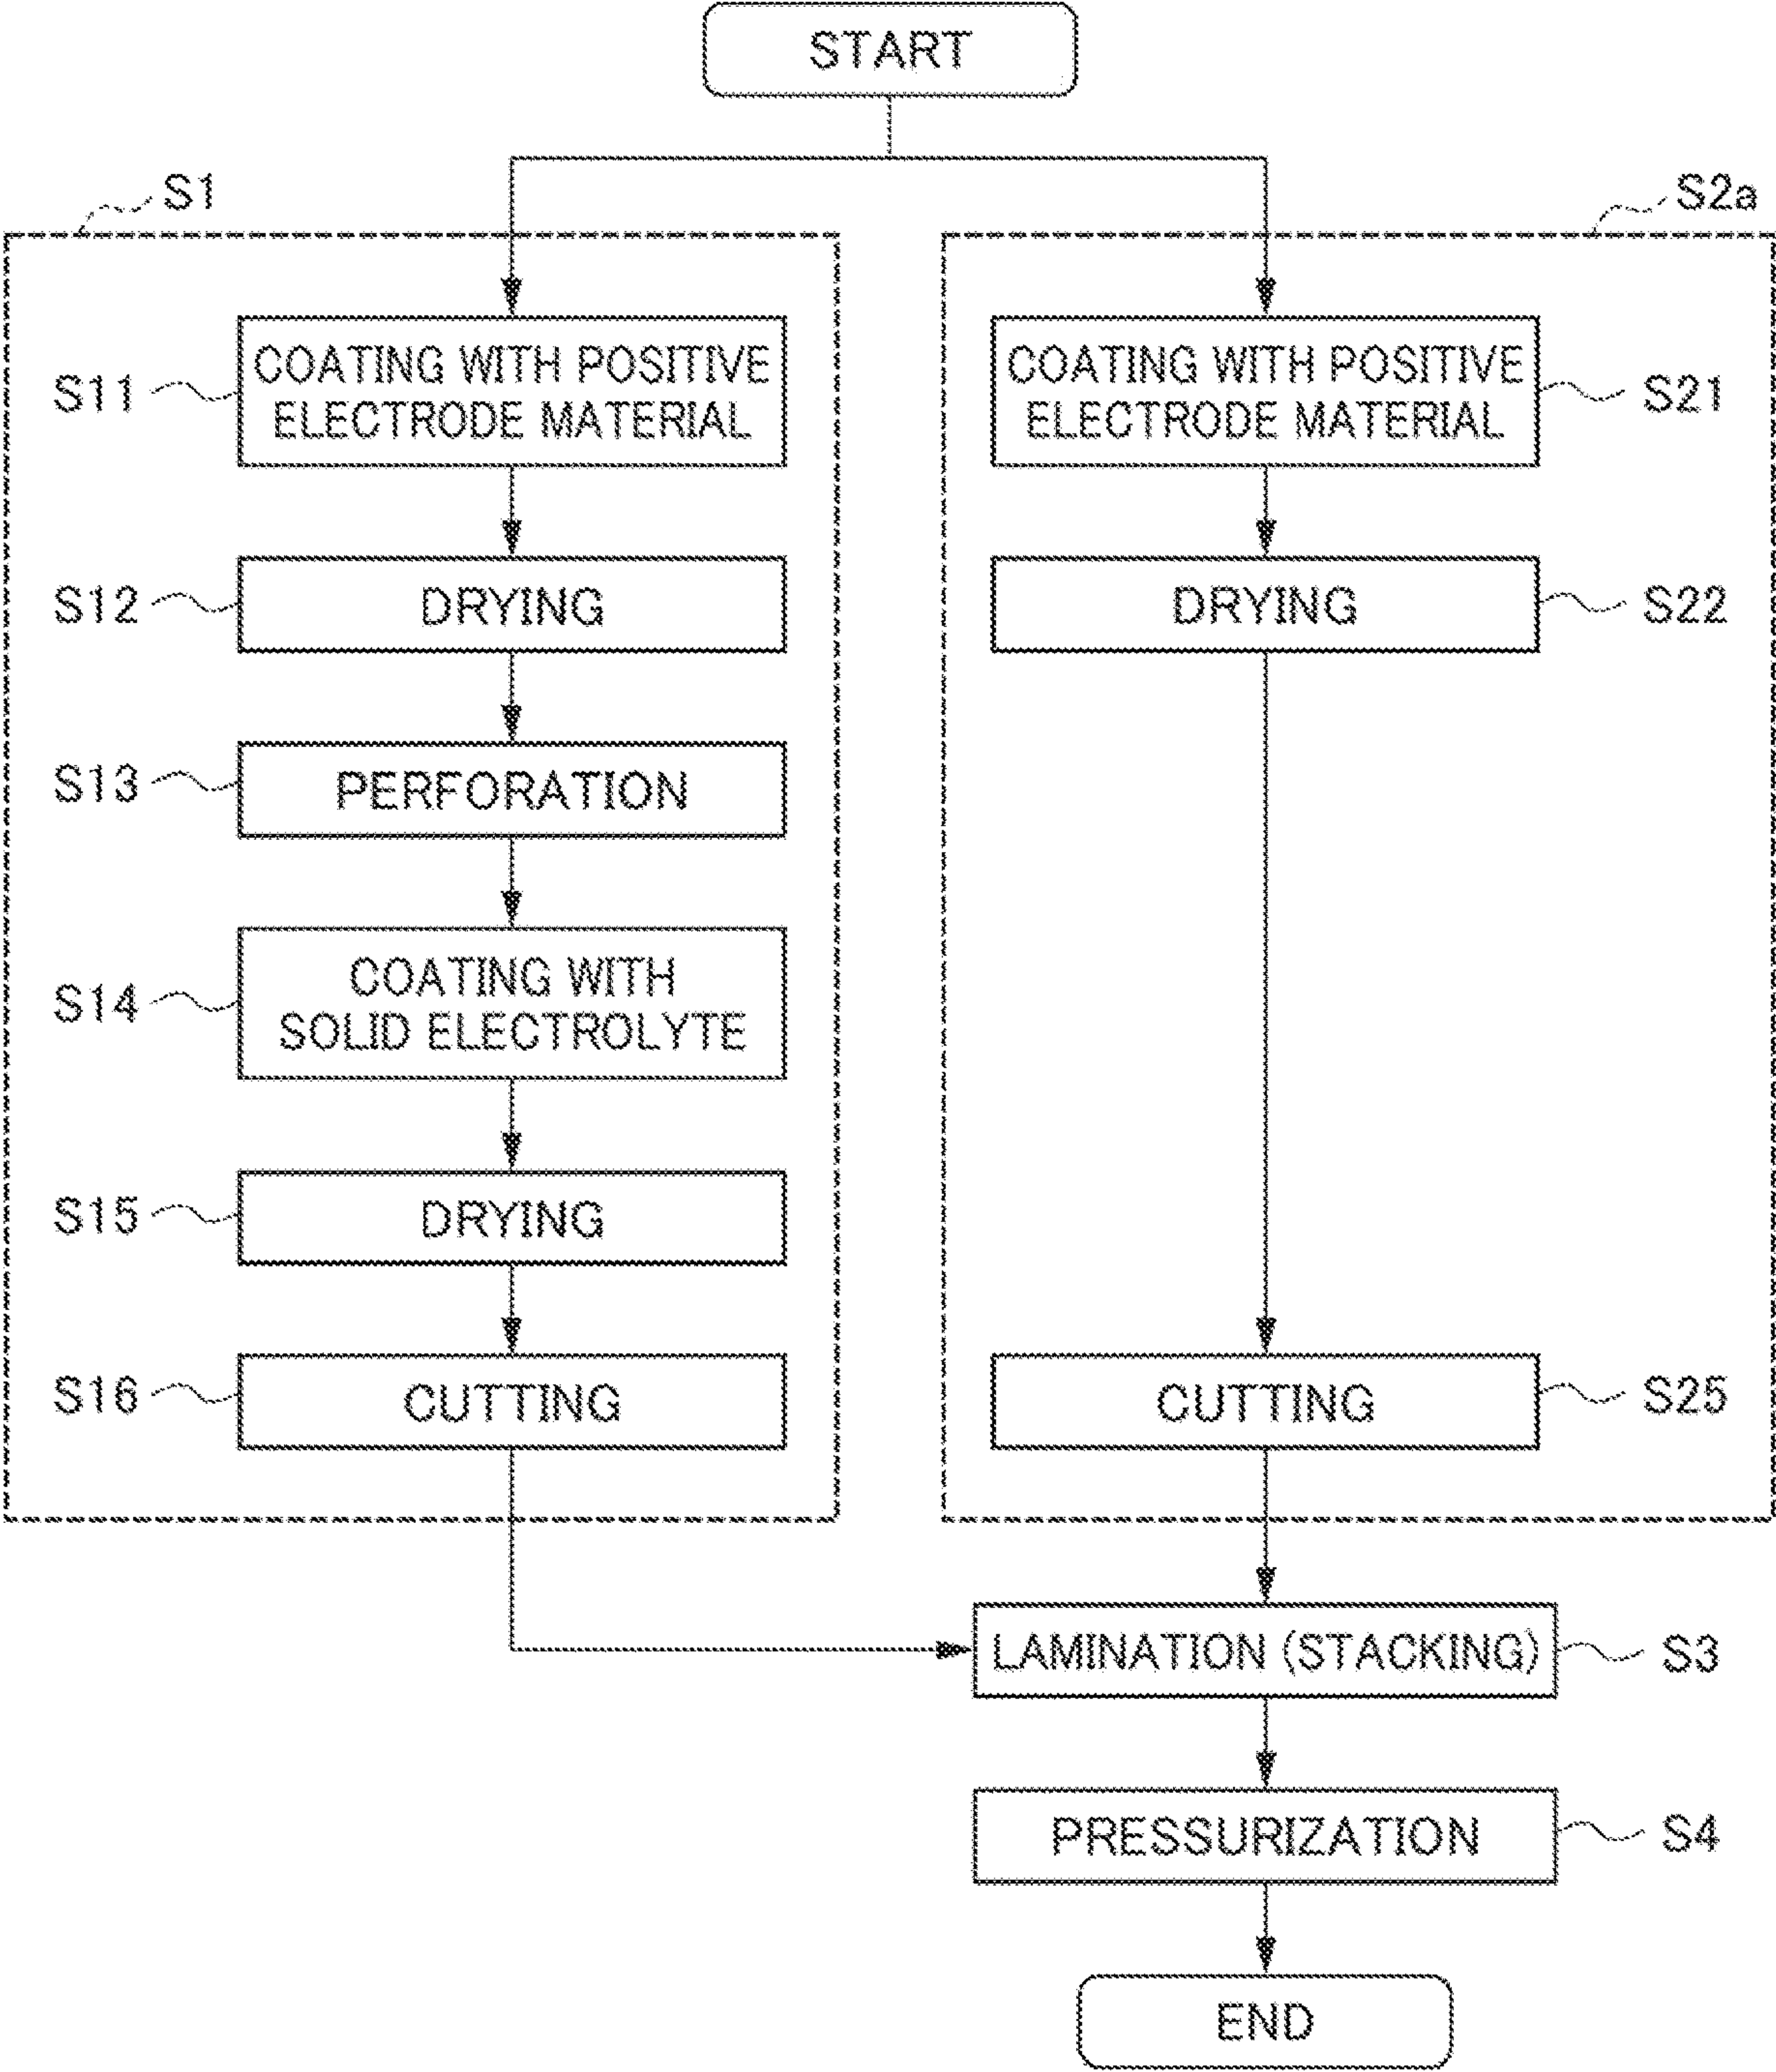 START
S1
S2a
S11
COATING WITH POSITIVE
ELECTRODE MATERIAL
COATING WITH POSITIVE
ELECTRODE MATERIAL
S21
S12
DRYING
DRYING
S22
S13
PERFORATION
S14
COATING WITH
SOLID ELECTROLYTE
S15
DRYING
S16
CUTTING
CUTTING
S25
LAMINATION (STACKING)
S3
PRESSURIZATION
S4
END